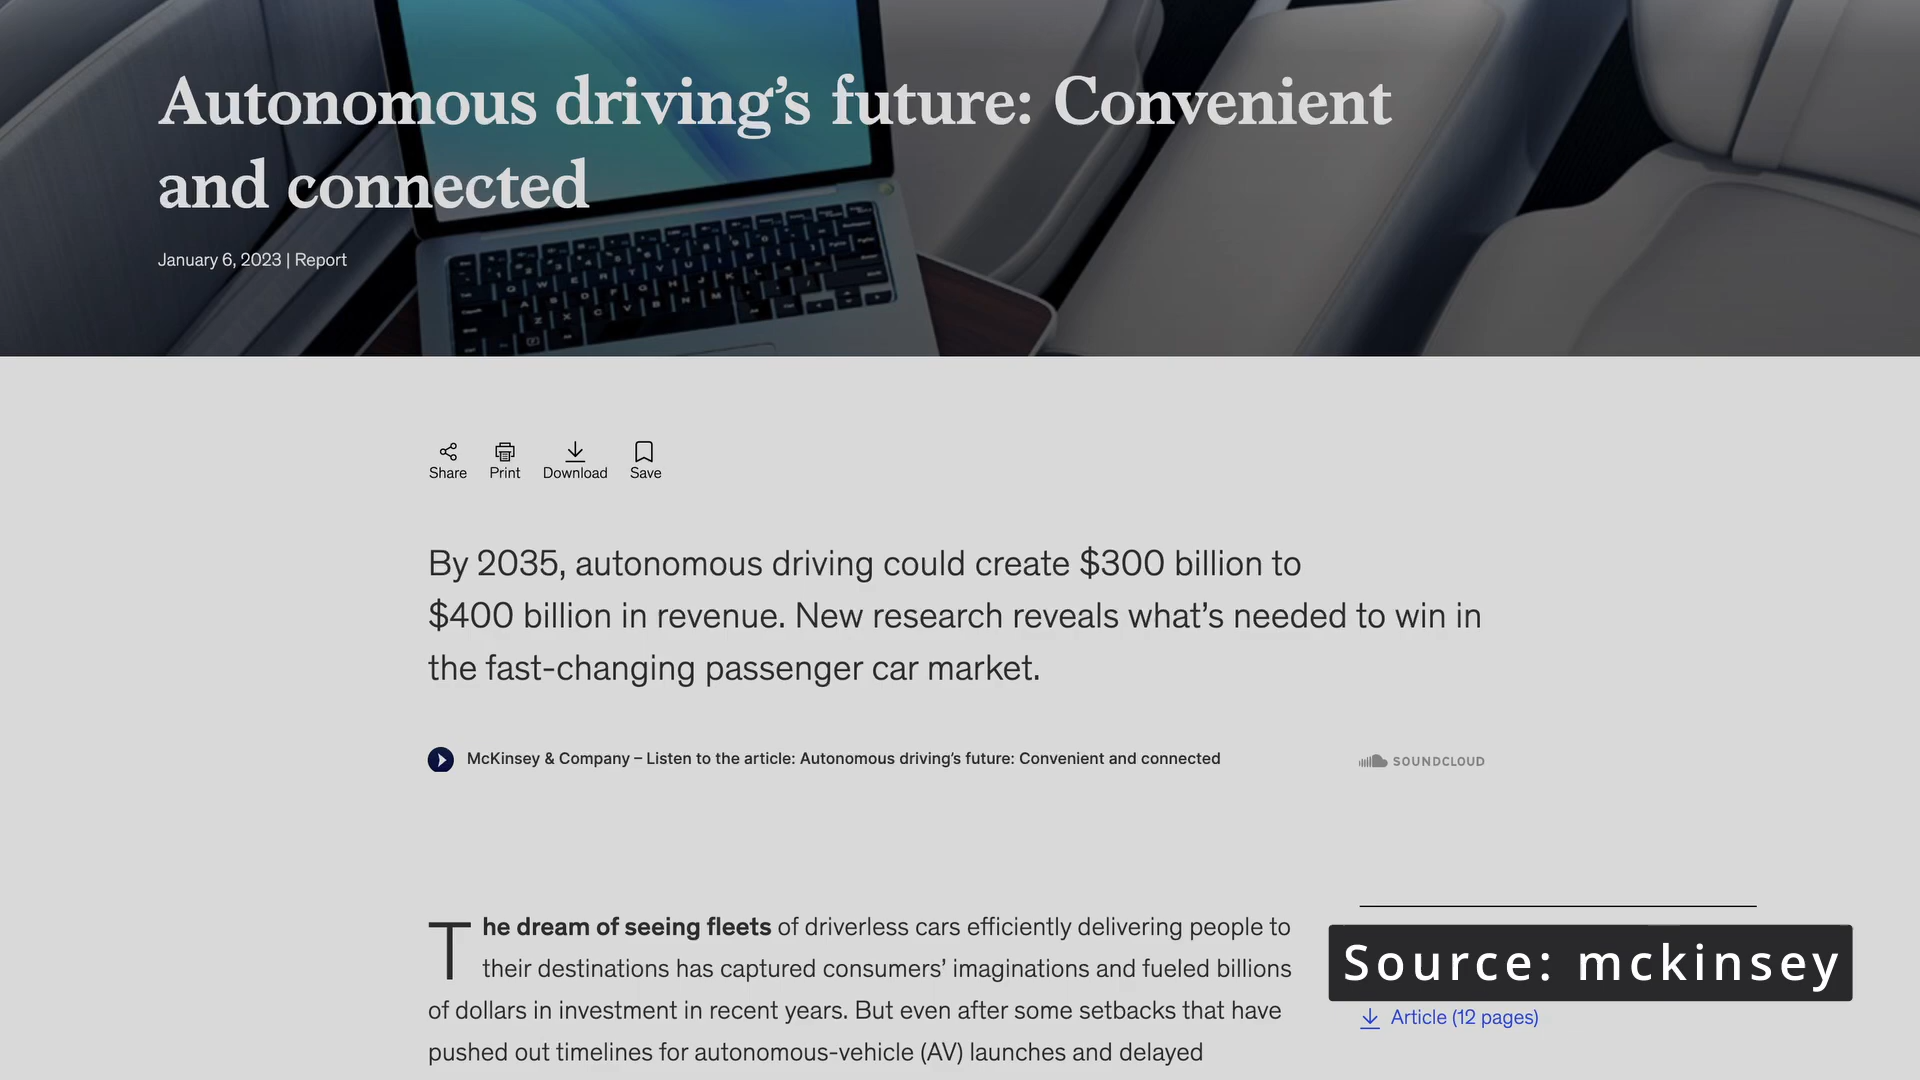 Autonomous driving’s future: Convenient
and connected
January 6, 2023 | Report
Share Print Download Save
By 2035, autonomous driving could create $300 billion to
$400 billion in revenue. New research reveals what’s needed to win in
the fast-changing passenger car market.
McKinsey & Company – Listen to the article: Autonomous driving’s future: Convenient and connected
SOUNDCLOUD
The dream of seeing fleets of driverless cars efficiently delivering people to
their destinations has captured consumers’ imaginations and fueled billions
of dollars in investment in recent years. But even after some setbacks that have
pushed out timelines for autonomous-vehicle (AV) launches and delayed
Source: mckinsey
Article (12 pages)